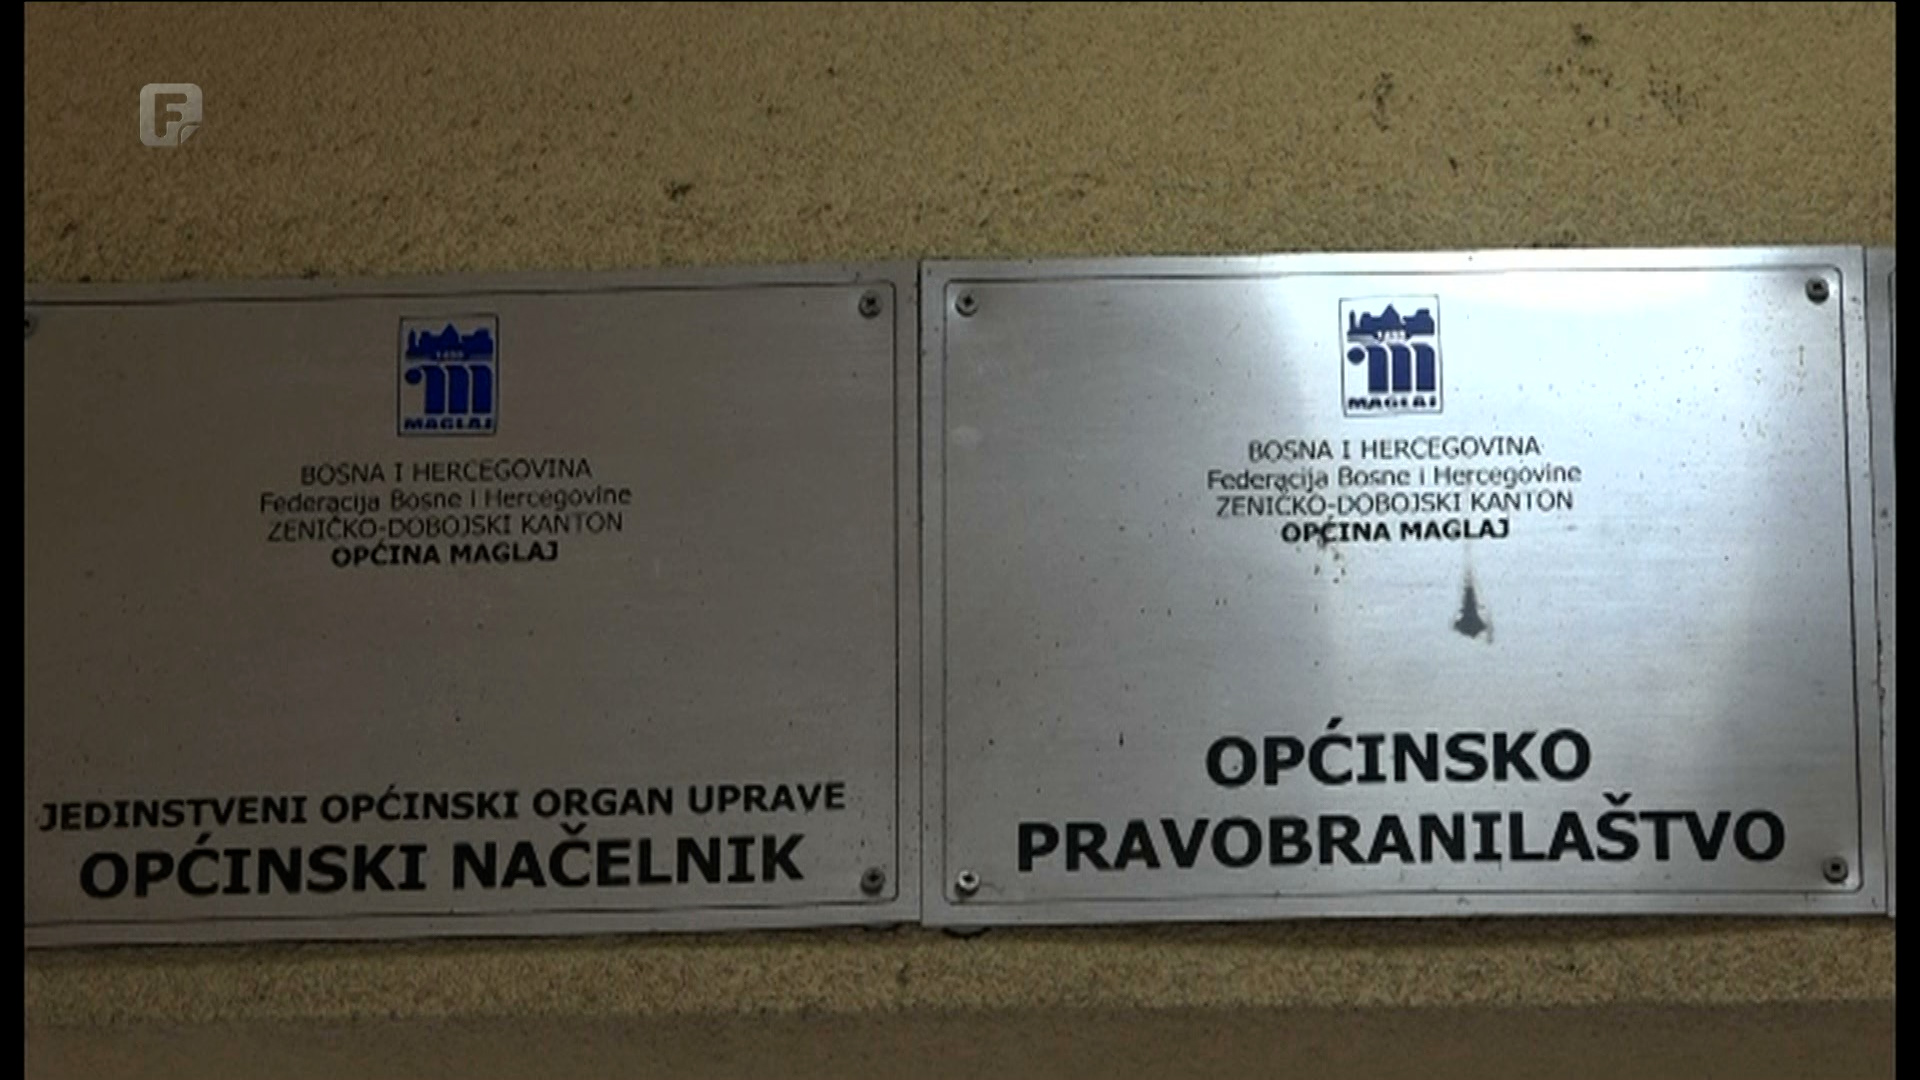 F
1408
MAGLAJ
BOSNA I HERCEGOVINA
Federacija Bosne i Hercegovine
ZENIČKO-DOBOJSKI KANTON
OPĆINA MAGLAJ
JEDINSTVENI OPĆINSKI ORGAN UPRAVE
OPĆINSKI NAČELNIK
MAGLAJ
BOSNA I HERCEGOVINA
Federacija Bosne i Hercegovine
ZENIČKO-DOBOJSKI KANTON
OPĆINA MAGLAJ
OPĆINSKO
PRAVOBRANILAŠTVO